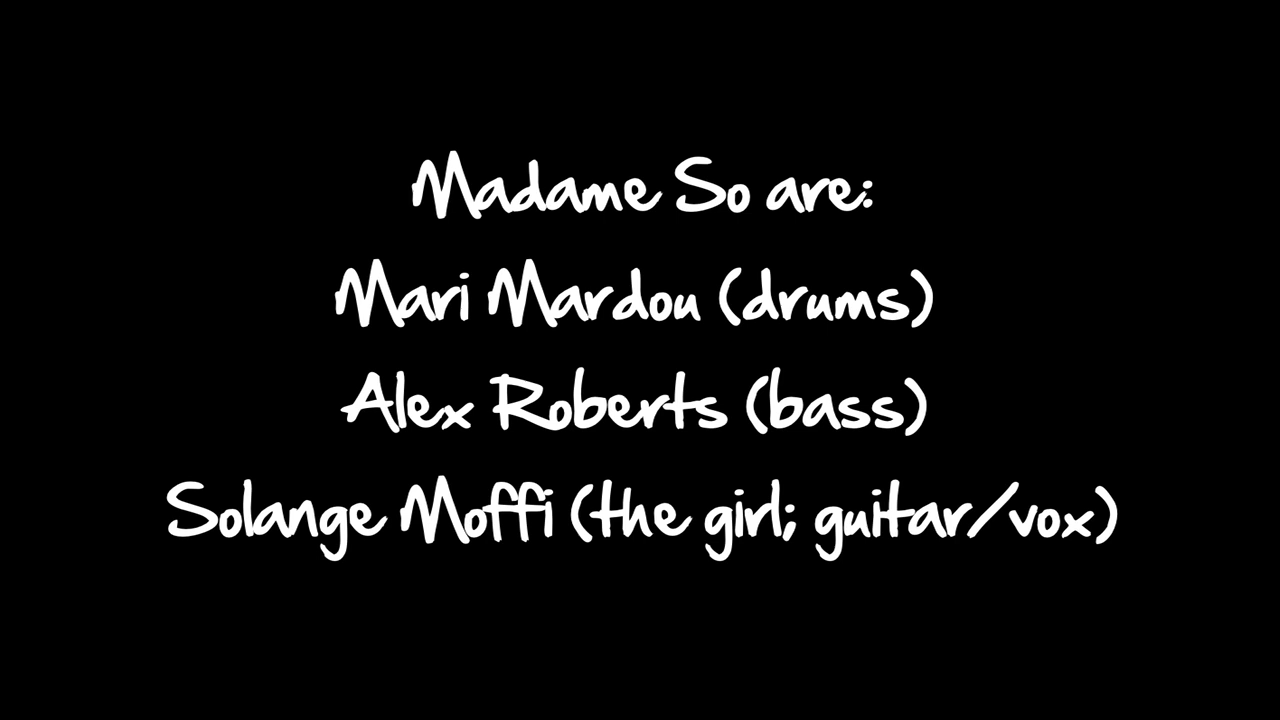 Madame So are:
Mari Mardou (drums)
Alex Roberts (bass)
Solange Moffi (the girl; guitar/vox)